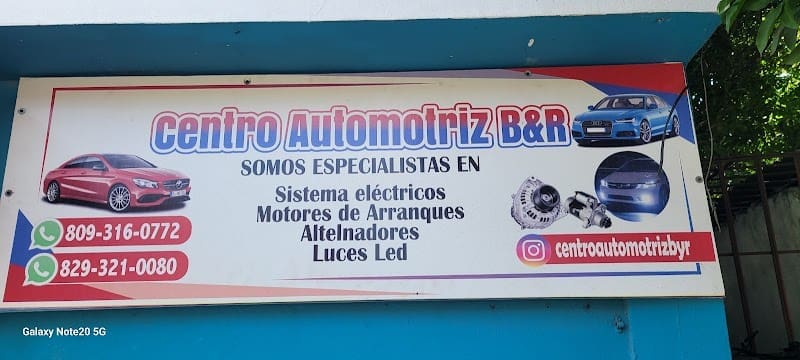 Centro Automotriz B&R
SOMOS ESPECIALISTAS EN
Sistema eléctricos
Motores de Arranques
Altelnadores
Luces Led
809-316-0772
829-321-0080
centroautomotrizbyr
Galaxy Note20 5G